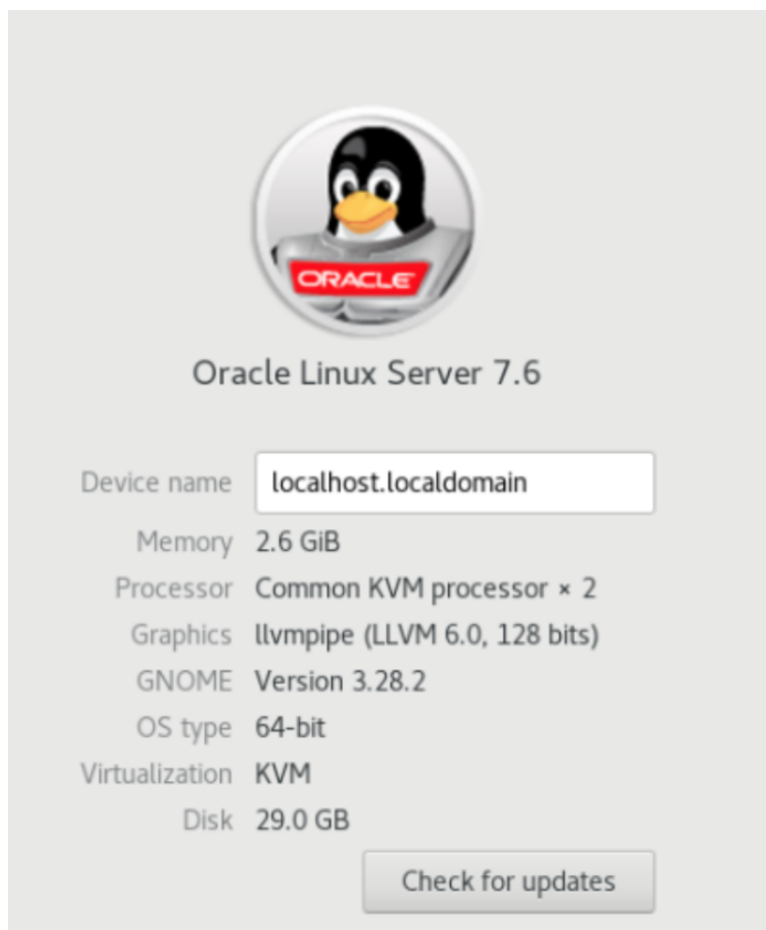 ORACLE
Oracle Linux Server 7.6
Device name localhost.localdomain
Memory 2.6 GiB
Processor Common KVM processor × 2
Graphics llvmpipe (LLVM 6.0, 128 bits)
GNOME Version 3.28.2
OS type 64-bit
Virtualization KVM
Disk 29.0 GB
Check for updates